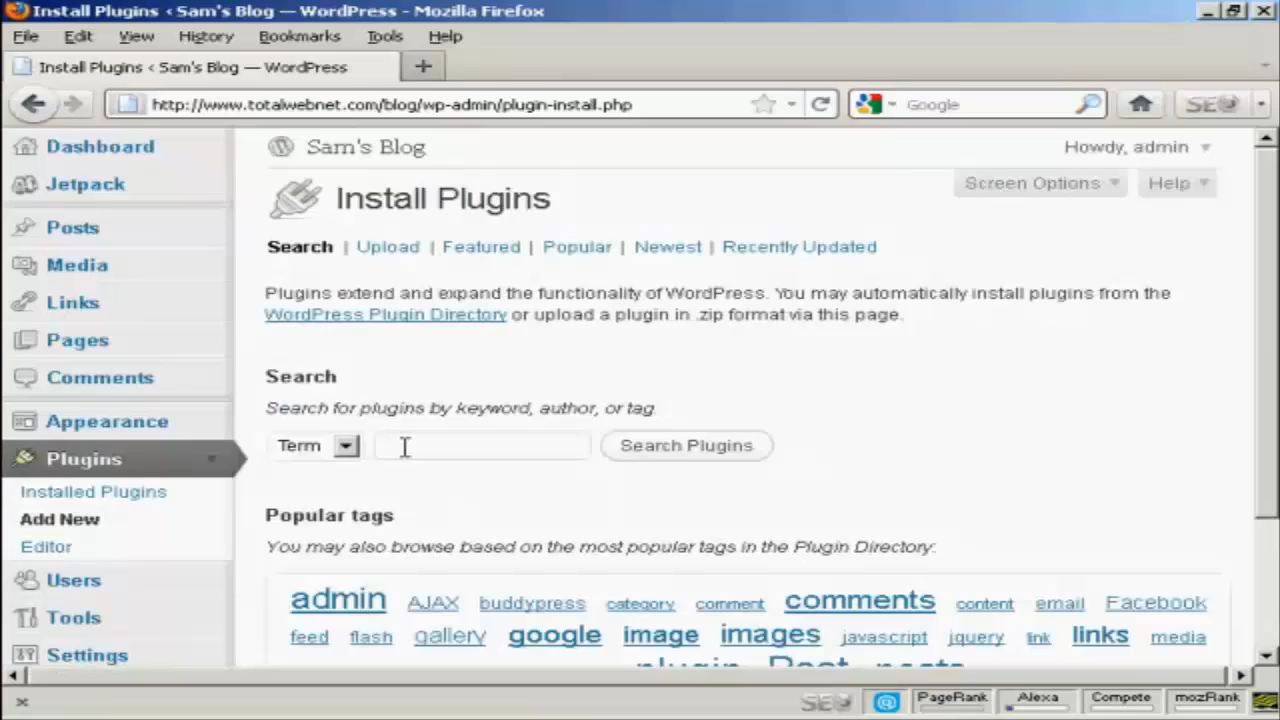 Install Plugins ‹ Sam's Blog — WordPress - Mozilla Firefox
File Edit View History Bookmarks Tools Help
Install Plugins ‹ Sam's Blog — WordPress
http://www.totalwebnet.com/blog/wp-admin/plugin-install.php Google SEO
Dashboard
Jetpack
Posts
Media
Links
Pages
Comments
Appearance
Plugins
Installed Plugins
Add New
Editor
Users
Tools
Settings
Sam's Blog Howdy, admin
Install Plugins Screen Options Help
Search | Upload | Featured | Popular | Newest | Recently Updated
Plugins extend and expand the functionality of WordPress. You may automatically install plugins from the
WordPress Plugin Directory or upload a plugin in .zip format via this page.
Search
Search for plugins by keyword, author, or tag.
Term Search Plugins
Popular tags
You may also browse based on the most popular tags in the Plugin Directory:
admin AJAX buddypress category comment comments content email Facebook
feed flash gallery google image images javascript jquery link links media
plugin Post posts
SEO @ PageRank Alexa Compete mozRank